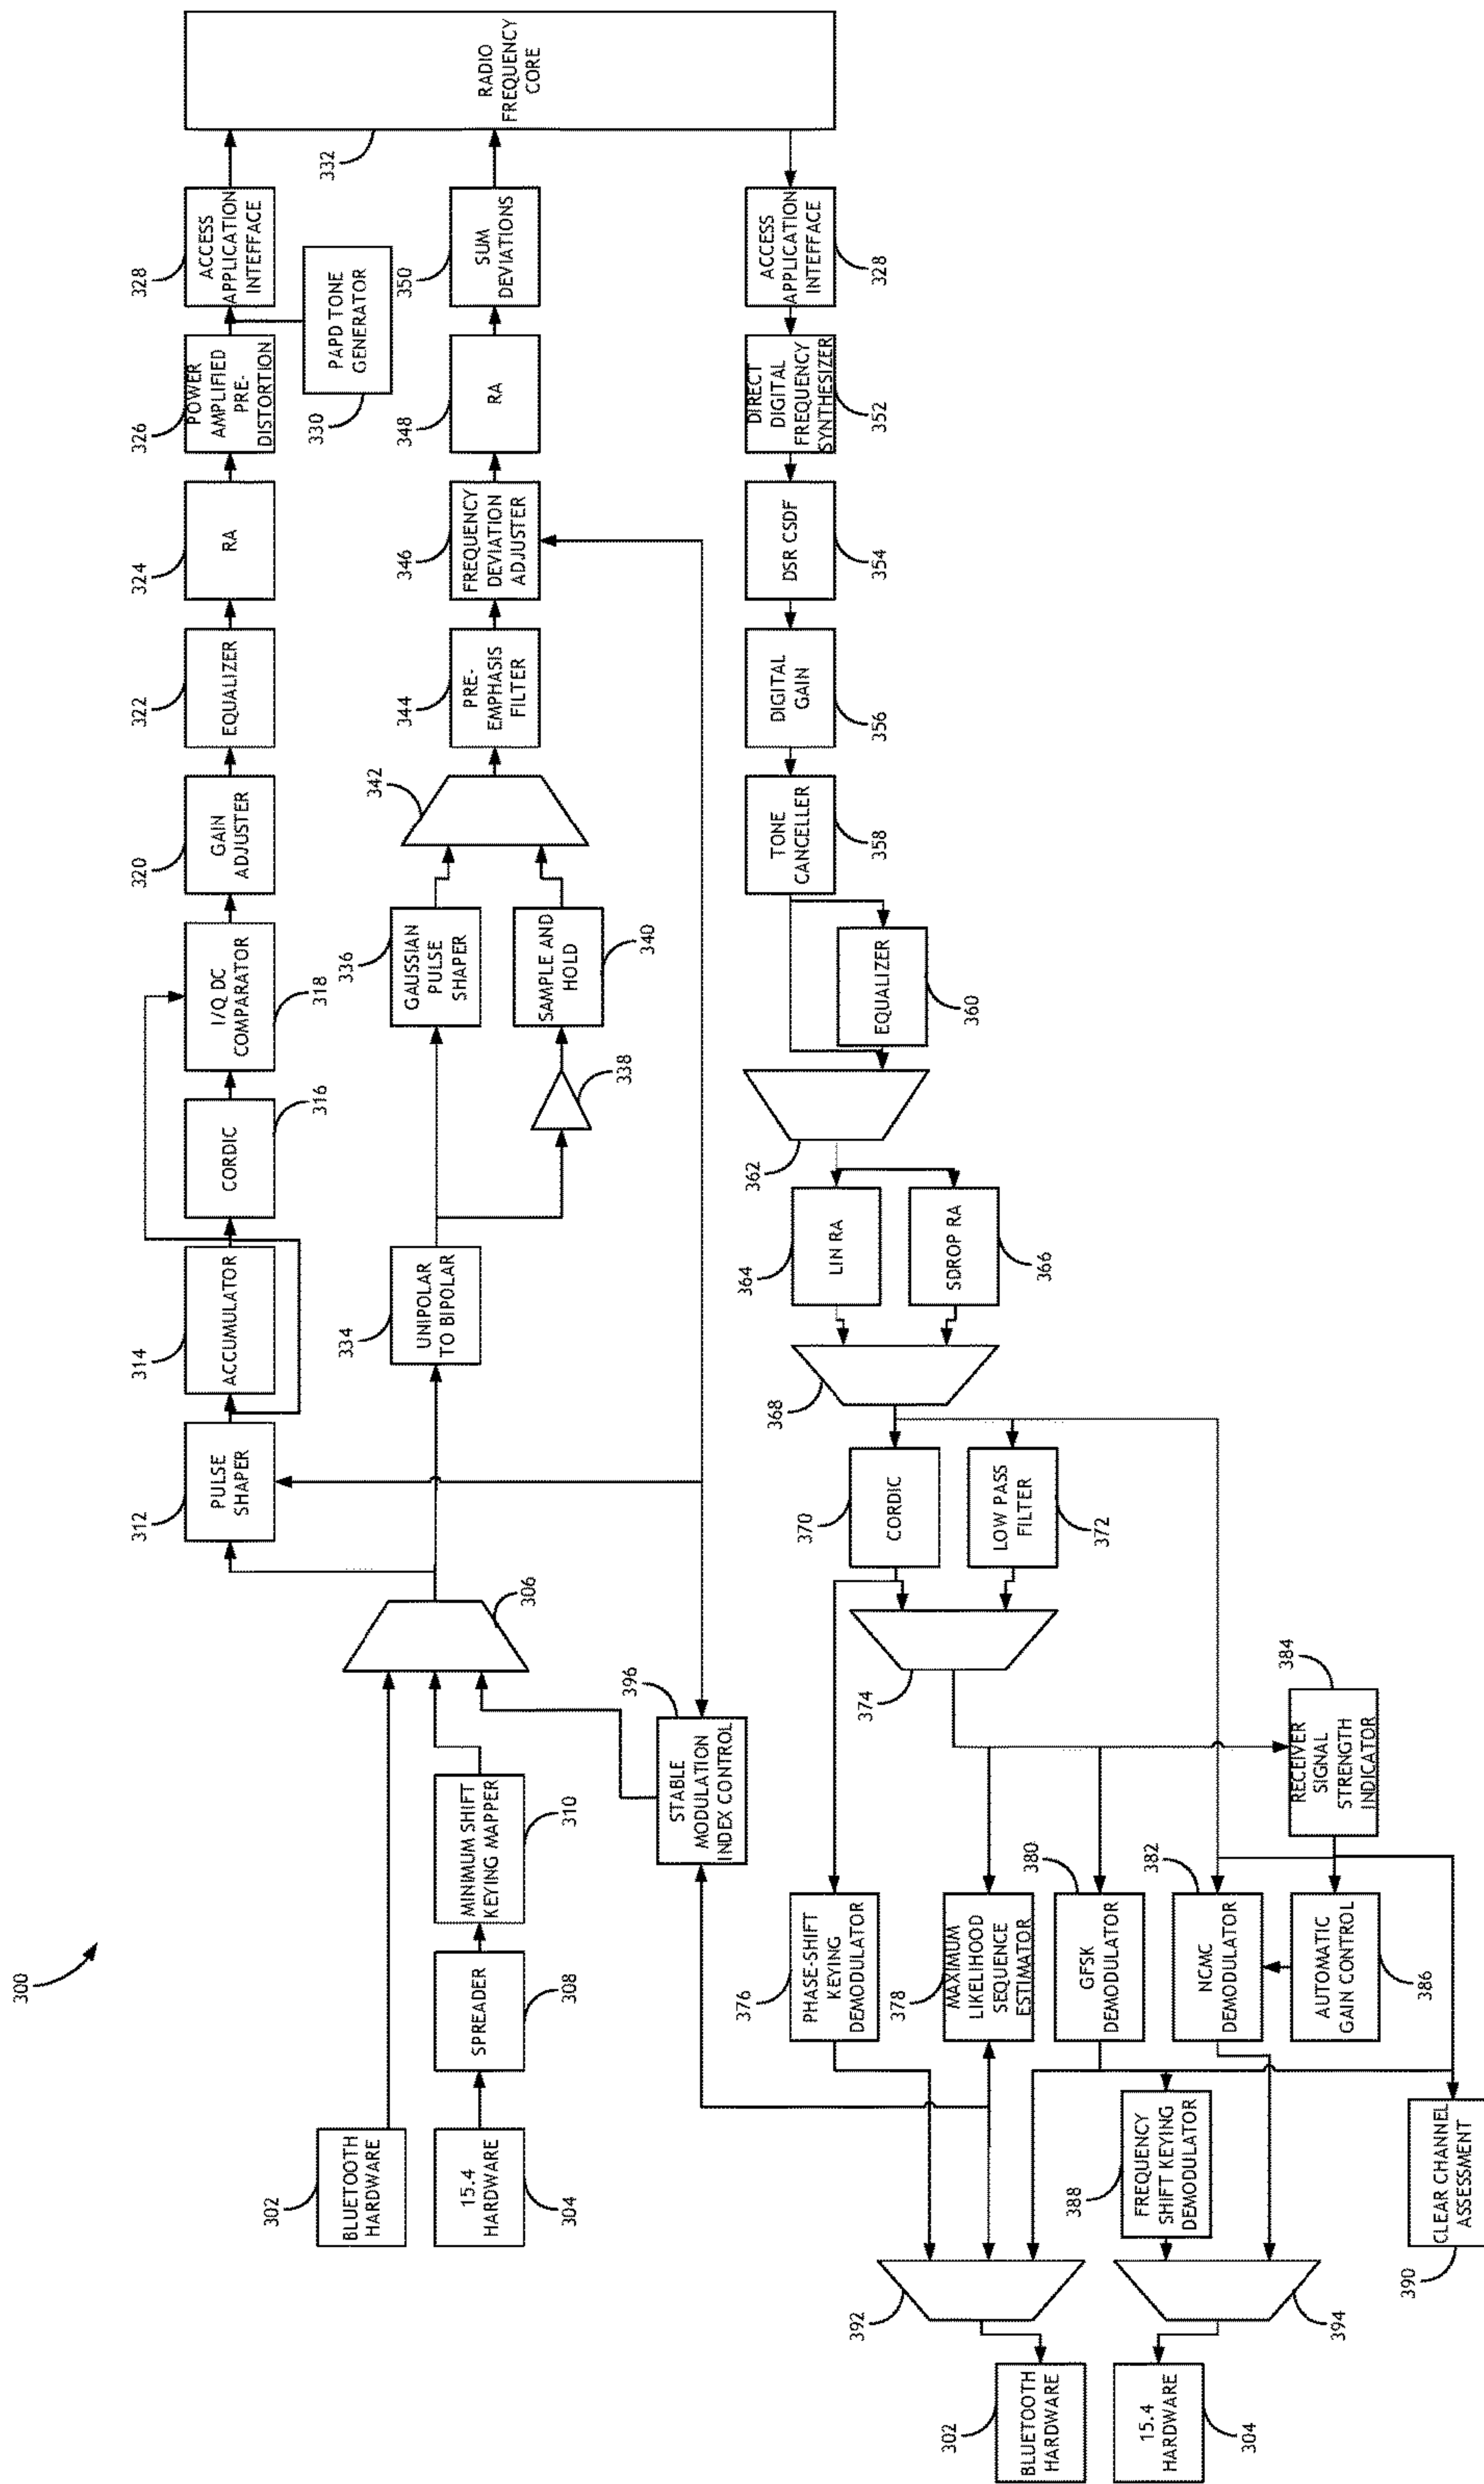 300
302
BLUETOOTH
HARDWARE
15.4
HARDWARE
304
SPREADER
308
MINIMUM SHIFT
KEYING MAPPER
310
306
396
STABLE
MODULATION
INDEX CONTROL
312
PULSE
SHAPER
314
ACCUMULATOR
CORDIC
316
I/Q DC
COMPARATOR
318
320
GAIN
ADJUSTER
322
EQUALIZER
324
RA
326
POWER
AMPLIFIED
PRE-
DISTORTION
PAPD TONE
GENERATOR
330
328
ACCESS
APPLICATION
INTEFFACE
332
RADIO
FREQUENCY
CORE
334
UNIPOLAR
TO BIPOLAR
336
GAUSSIAN
PULSE
SHAPER
338
SAMPLE AND
HOLD
340
342
344
PRE-
EMPHASIS
FILTER
346
FREQUENCY
DEVIATION
ADJUSTER
348
RA
350
SUM
DEVIATIONS
ACCESS
APPLICATION
INTEFFACE
328
DIRECT
DIGITAL
FREQUENCY
SYNTHESIZER
352
DSR CSDF
354
DIGITAL
GAIN
356
TONE
CANCELLER
358
EQUALIZER
360
362
364
LIN RA
SDROP RA
366
368
370
CORDIC
LOW PASS
FILTER
372
374
384
RECEIVER
SIGNAL
STRENGTH
INDICATOR
376
PHASE-SHIFT
KEYING
DEMODULATOR
378
MAXIMUM
LIKELIHOOD
SEQUENCE
ESTIMATOR
380
GFSK
DEMODULATOR
382
NCMC
DEMODULATOR
AUTOMATIC
GAIN CONTROL
386
388
FREQUENCY
SHIFT KEYING
DEMODULATOR
390
CLEAR CHANNEL
ASSESSMENT
392
394
302
BLUETOOTH
HARDWARE
15.4
HARDWARE
304